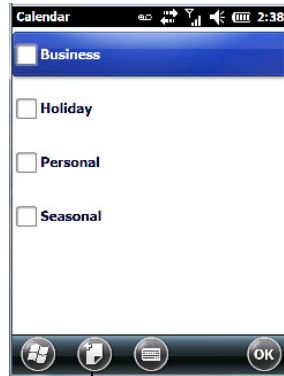 Calendar 2:38
Business
Holiday
Personal
Seasonal
OK